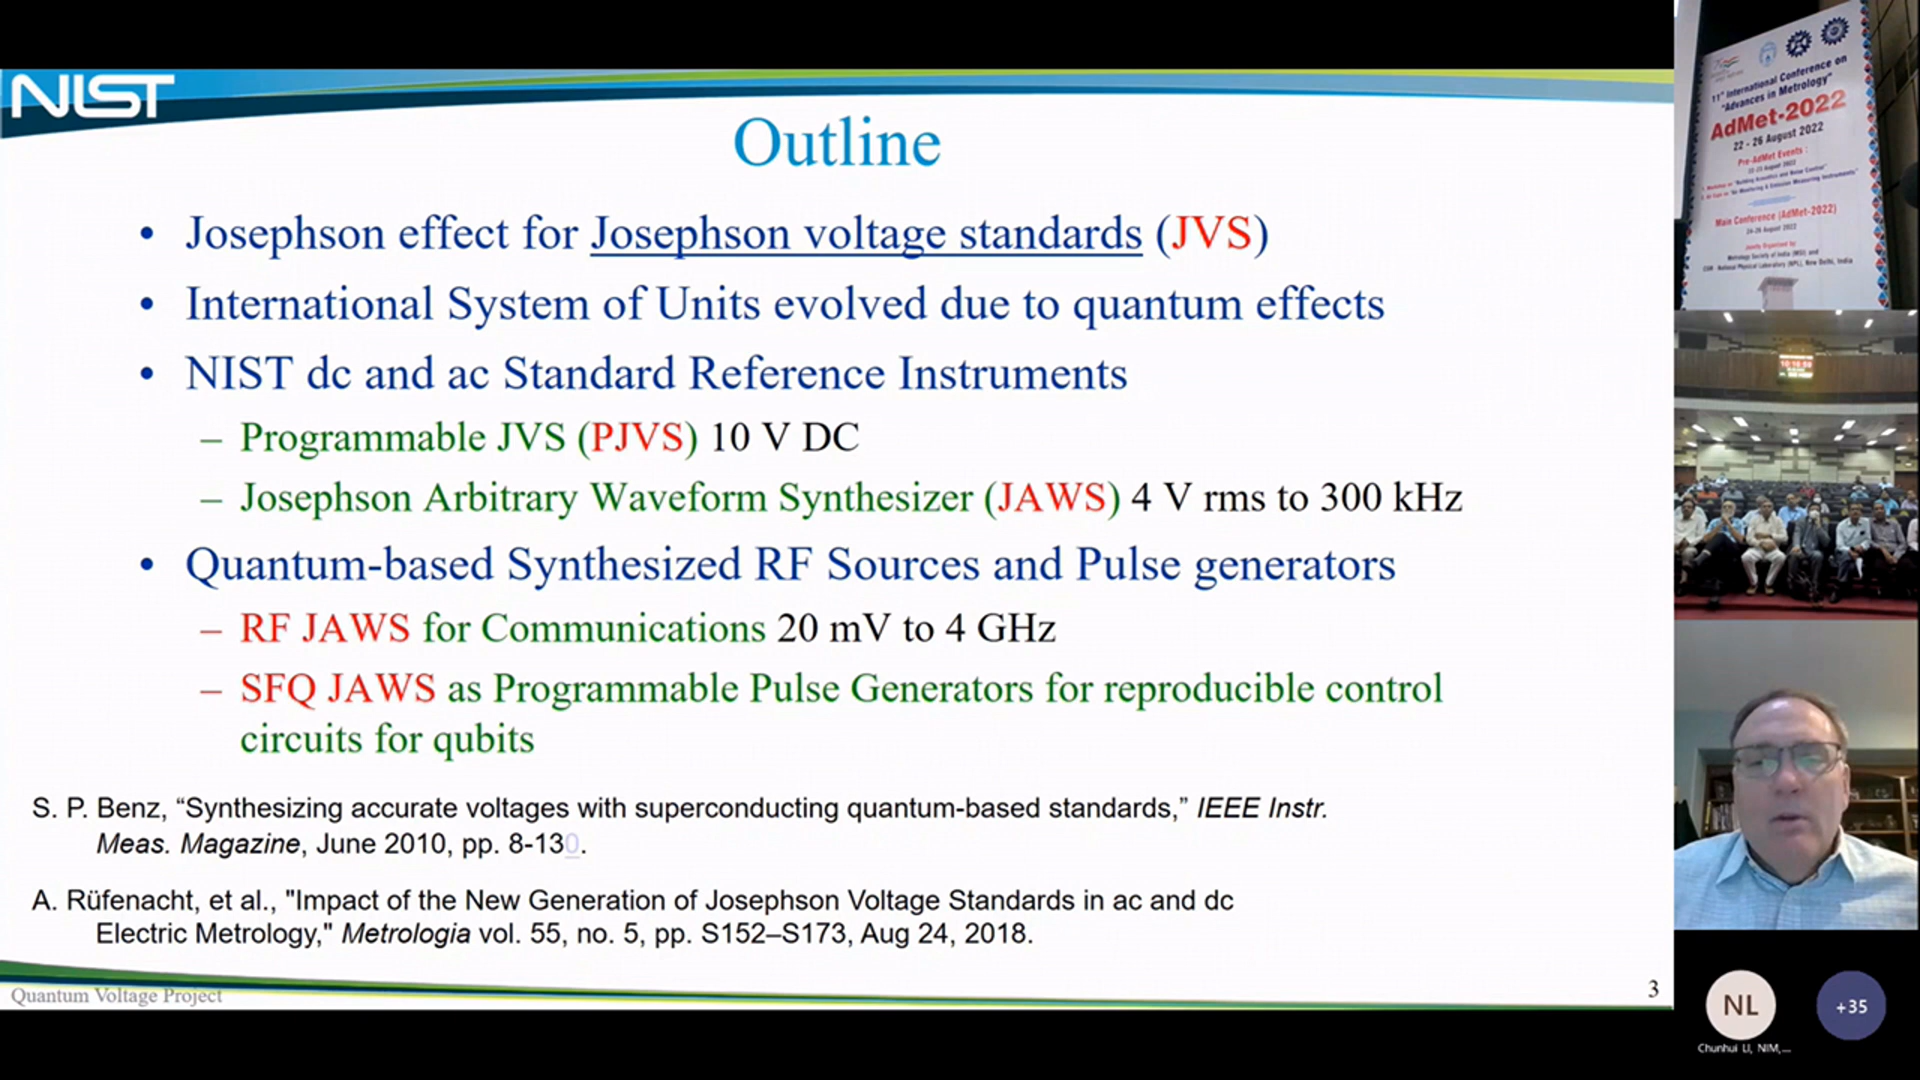 NIST
Outline
• Josephson effect for Josephson voltage standards (JVS)
• International System of Units evolved due to quantum effects
• NIST dc and ac Standard Reference Instruments
– Programmable JVS (PJVS) 10 V DC
– Josephson Arbitrary Waveform Synthesizer (JAWS) 4 V rms to 300 kHz
• Quantum-based Synthesized RF Sources and Pulse generators
– RF JAWS for Communications 20 mV to 4 GHz
– SFQ JAWS as Programmable Pulse Generators for reproducible control
circuits for qubits
S. P. Benz, “Synthesizing accurate voltages with superconducting quantum-based standards,” IEEE Instr.
Meas. Magazine, June 2010, pp. 8-130.
A. Rüfenacht, et al., "Impact of the New Generation of Josephson Voltage Standards in ac and dc
Electric Metrology," Metrologia vol. 55, no. 5, pp. S152–S173, Aug 24, 2018.
Quantum Voltage Project
3
11th International Conference on
"Advances in Metrology"
AdMet-2022
22 - 26 August 2022
Pre-AdMet Events :
22-23 August 2022
Main Conference (AdMet-2022)
24-26 August 2022
Jointly Organized by
Metrology Society of India (MSI) and
CSIR - National Physical Laboratory (NPL), New Delhi, India
NL
+35
Chunhui LI, NIM,...